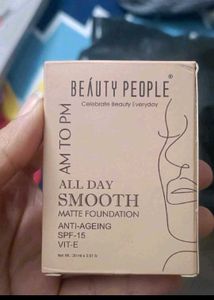 BEAUTY PEOPLE®
Celebrate Beauty Everyday
AM TO PM
ALL DAY
SMOOTH
MATTE FOUNDATION
ANTI-AGEING
SPF-15
VIT-E